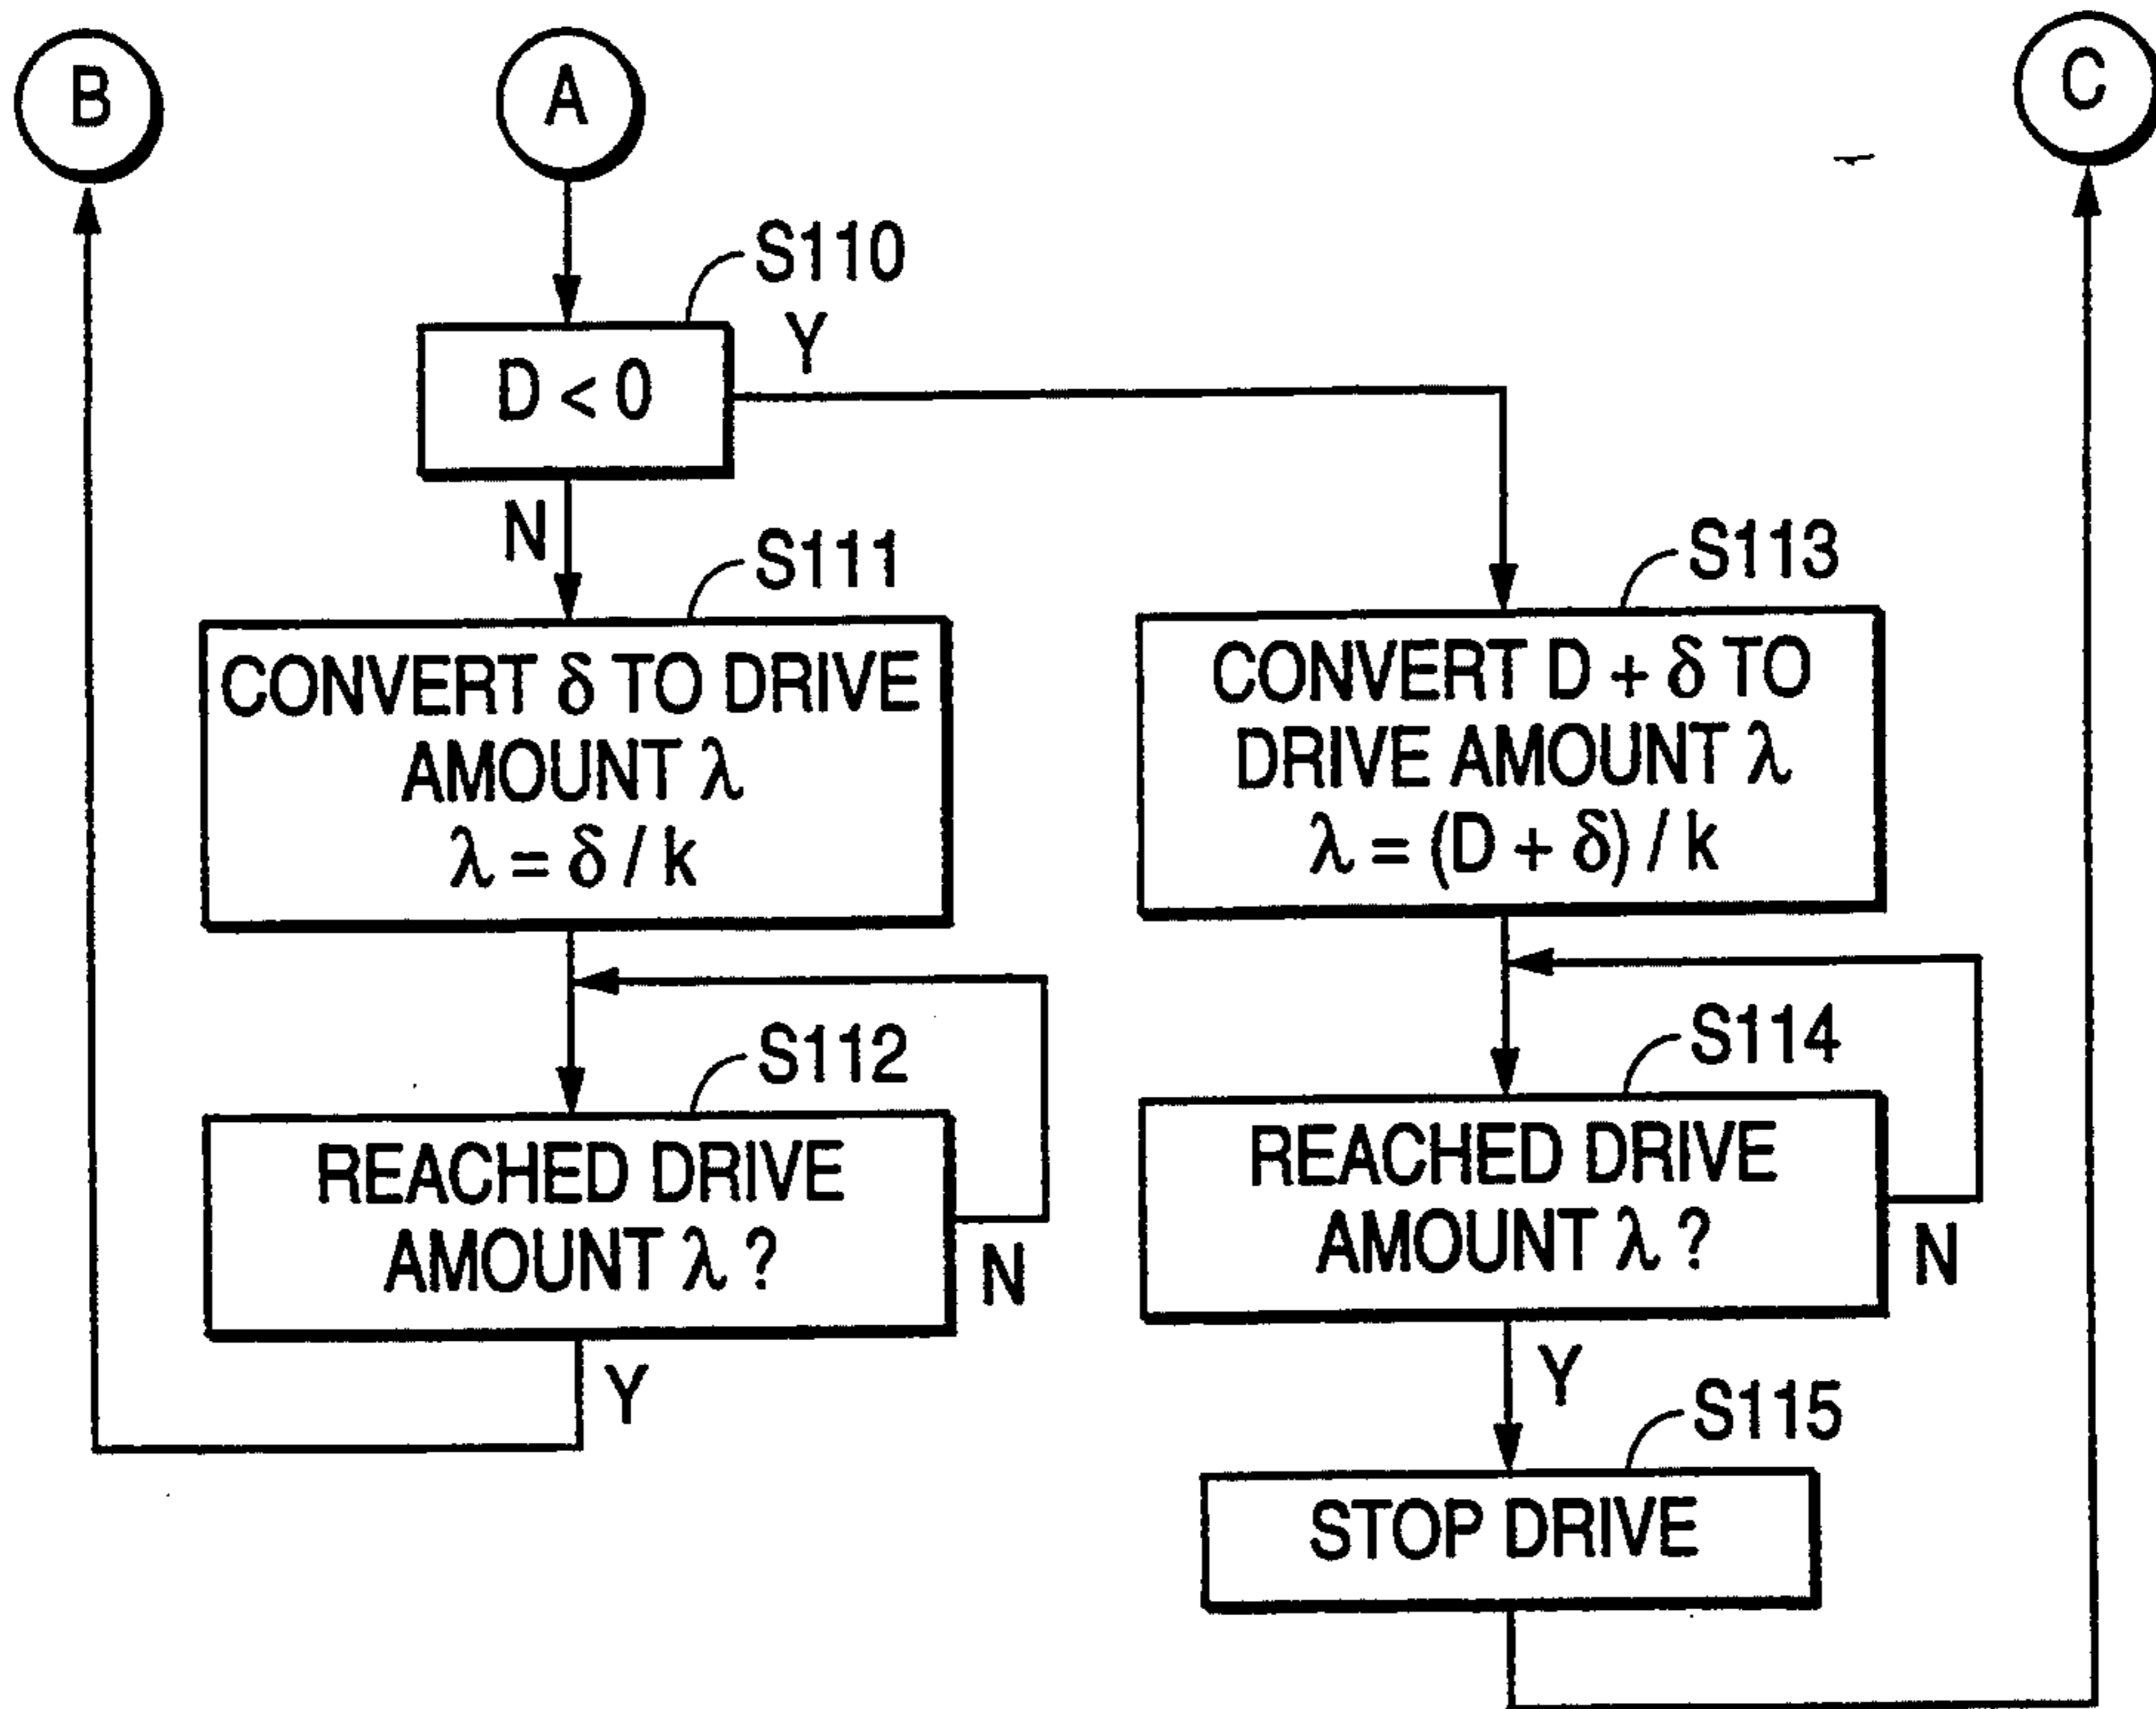 B
A
C
S110
D < 0
Y
N
S111
CONVERT δ TO DRIVE
AMOUNT λ
λ = δ / k
S113
CONVERT D + δ TO
DRIVE AMOUNT λ
λ = (D + δ) / k
S112
REACHED DRIVE
AMOUNT λ ?
N
Y
S114
REACHED DRIVE
AMOUNT λ ?
N
Y
S115
STOP DRIVE